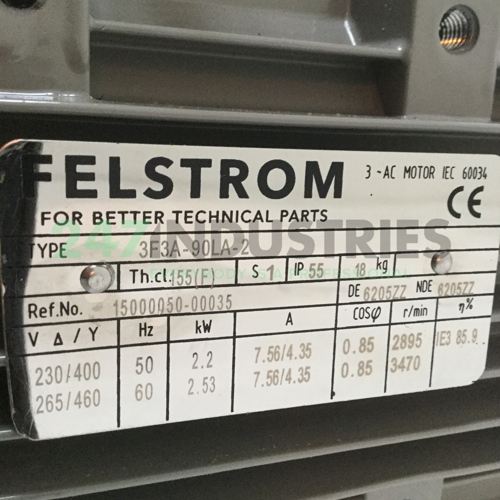 FELSTROM
3~AC MOTOR IEC 60034
FOR BETTER TECHNICAL PARTS
CE
247INDUSTRIES
TYPE 3F3A-90LA-2
Th.cl. 155(F) S 1 IP 55 18 kg
Ref.No. 15000050-00035 DE 6205ZZ NDE 6205ZZ
V Δ / Y Hz kW A COSφ r/min η%
230/400 50 2.2 7.56/4.35 0.85 2895 IE3 85.9
265/460 60 2.53 7.56/4.35 0.85 3470